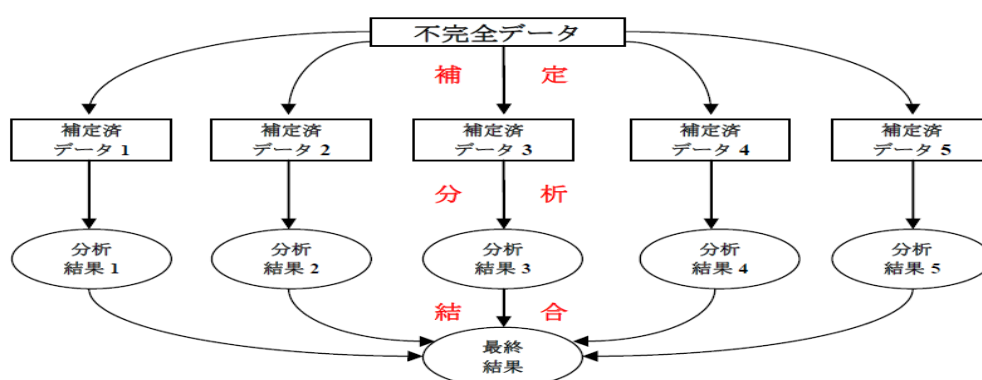 不完全データ
補 定
補定済
データ 1
補定済
データ 2
補定済
データ 3
補定済
データ 4
補定済
データ 5
分 析
分析
結果 1
分析
結果 2
分析
結果 3
分析
結果 4
分析
結果 5
結 合
最終
結果